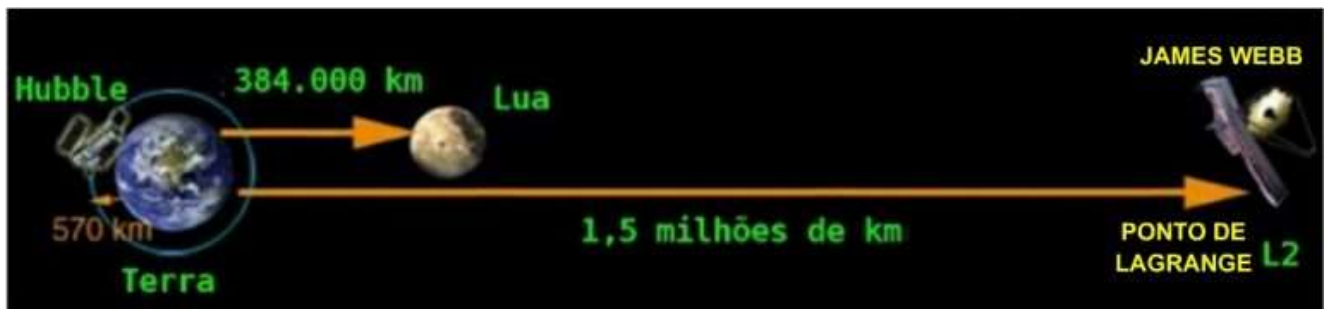 Hubble
384.000 km
Lua
JAMES WEBB
570 km
Terra
1,5 milhões de km
PONTO DE
LAGRANGE L2